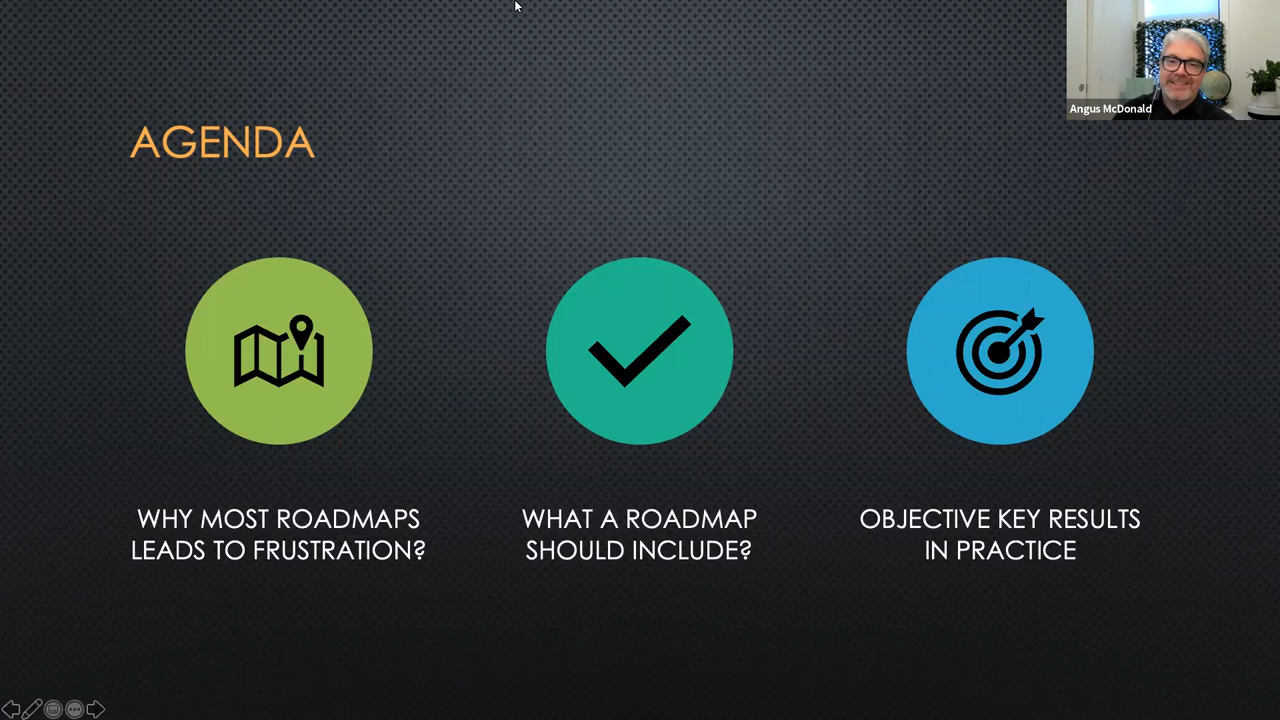 Angus McDonald
AGENDA
WHY MOST ROADMAPS
LEADS TO FRUSTRATION?
WHAT A ROADMAP
SHOULD INCLUDE?
OBJECTIVE KEY RESULTS
IN PRACTICE